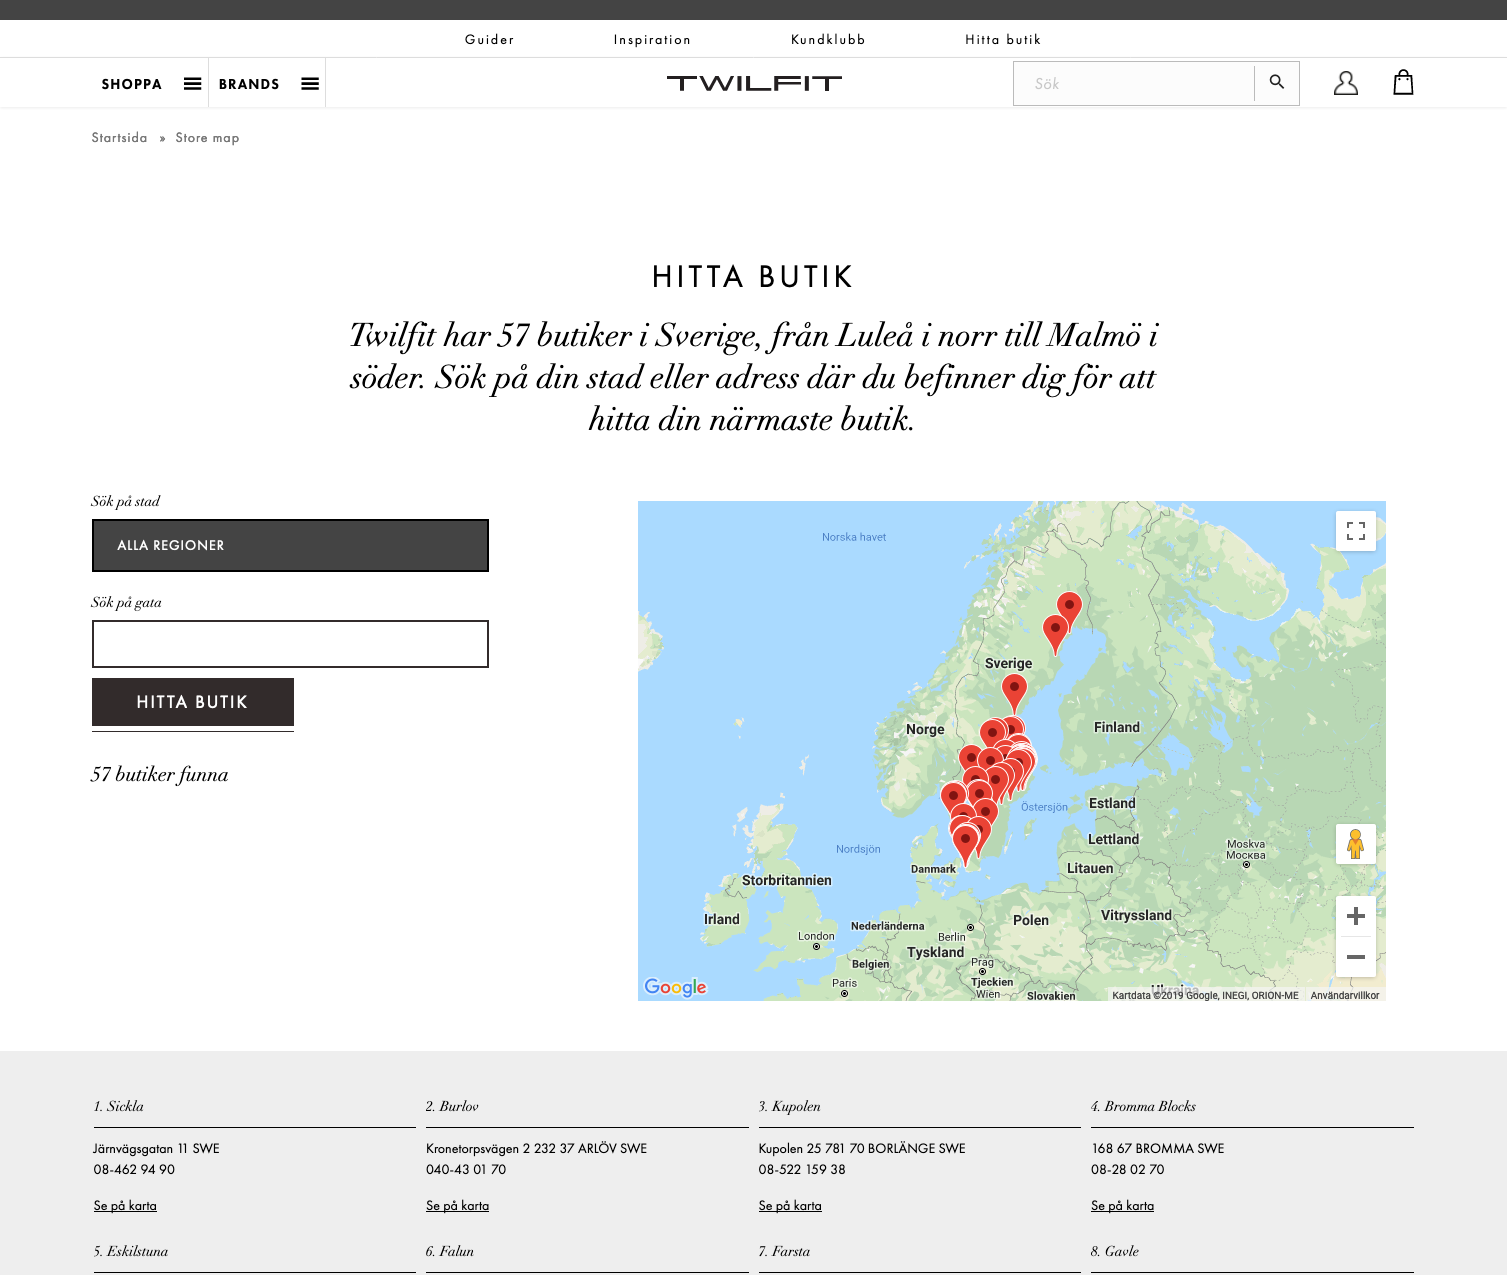 Guider
Inspiration
Kundklubb
Hitta butik
SHOPPA
BRANDS
TWILFIT
Sök
Startsida » Store map
HITTA BUTIK
Twilfit har 57 butiker i Sverige, från Luleå i norr till Malmö i
söder. Sök på din stad eller adress där du befinner dig för att
hitta din närmaste butik.
Sök på stad
ALLA REGIONER
Sök på gata
HITTA BUTIK
57 butiker funna
Norska havet
Sverige
Norge
Finland
Östersjön
Estland
Nordsjön
Lettland
Moskva
Москва
Danmark
Litauen
Storbritannien
Irland
Vitryssland
Nederländerna
Polen
London
Berlin
Tyskland
Belgien
Prag
Paris
Tjeckien
Wien
Slovakien
Ukraina
Google
Kartdata ©2019 Google, INEGI, ORION-ME
Användarvillkor
1. Sickla
Järnvägsgatan 11 SWE
08-462 94 90
Se på karta
2. Burlov
Kronetorpsvägen 2 232 37 ARLÖV SWE
040-43 01 70
Se på karta
3. Kupolen
Kupolen 25 781 70 BORLÄNGE SWE
08-522 159 38
Se på karta
4. Bromma Blocks
168 67 BROMMA SWE
08-28 02 70
Se på karta
5. Eskilstuna
6. Falun
7. Farsta
8. Gavle